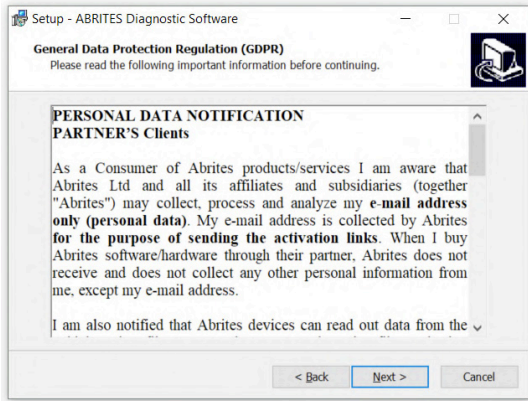 Setup - ABRITES Diagnostic Software
General Data Protection Regulation (GDPR)
Please read the following important information before continuing.
PERSONAL DATA NOTIFICATION
PARTNER'S Clients
As a Consumer of Abrites products/services I am aware that
Abrites Ltd and all its affiliates and subsidiaries (together
"Abrites") may collect, process and analyze my e-mail address
only (personal data). My e-mail address is collected by Abrites
for the purpose of sending the activation links. When I buy
Abrites software/hardware through their partner, Abrites does not
receive and does not collect any other personal information from
me, except my e-mail address.
I am also notified that Abrites devices can read out data from the
< Back
Next >
Cancel